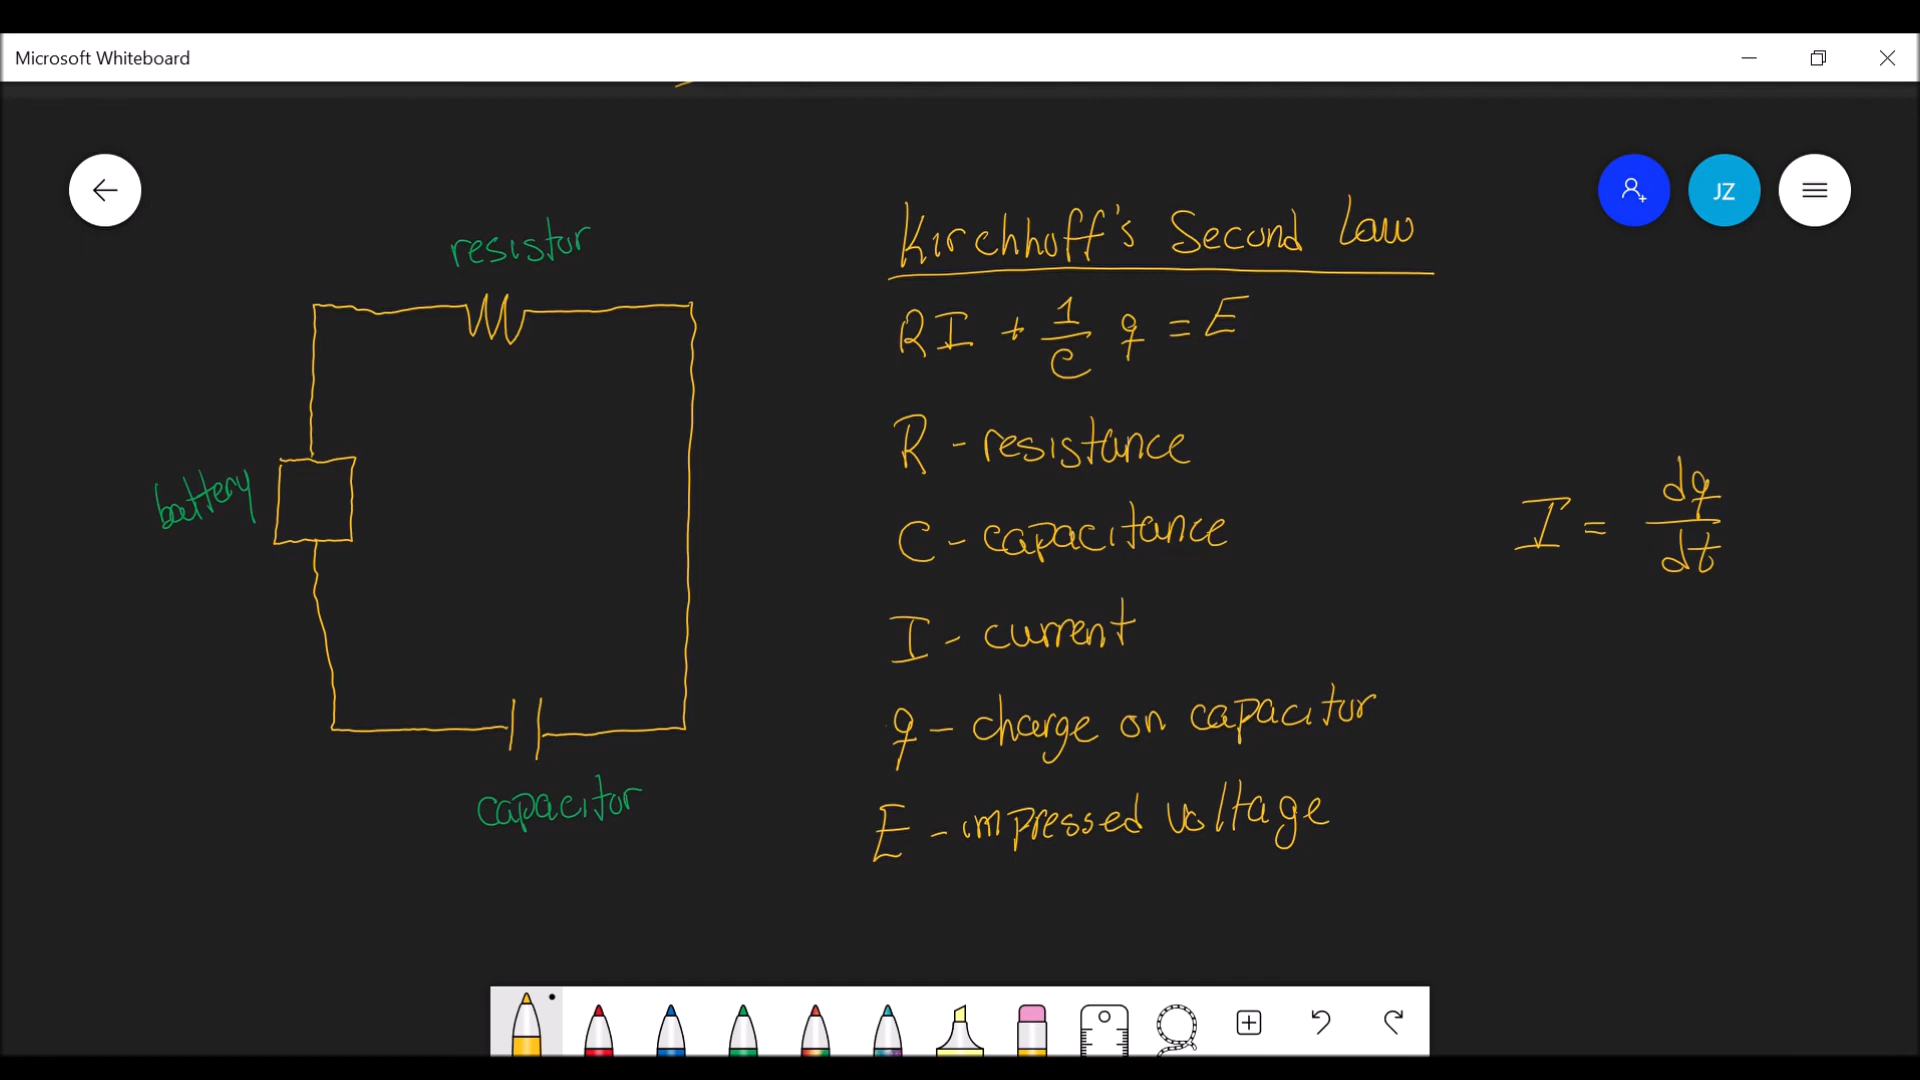 Microsoft Whiteboard
JZ
resistor
battery
capacitor
Kirchhoff's Second Law
RI + 1/C q = E
R - resistance
C - capacitance
I - current
q - charge on capacitor
E - impressed voltage
I = dq/dt